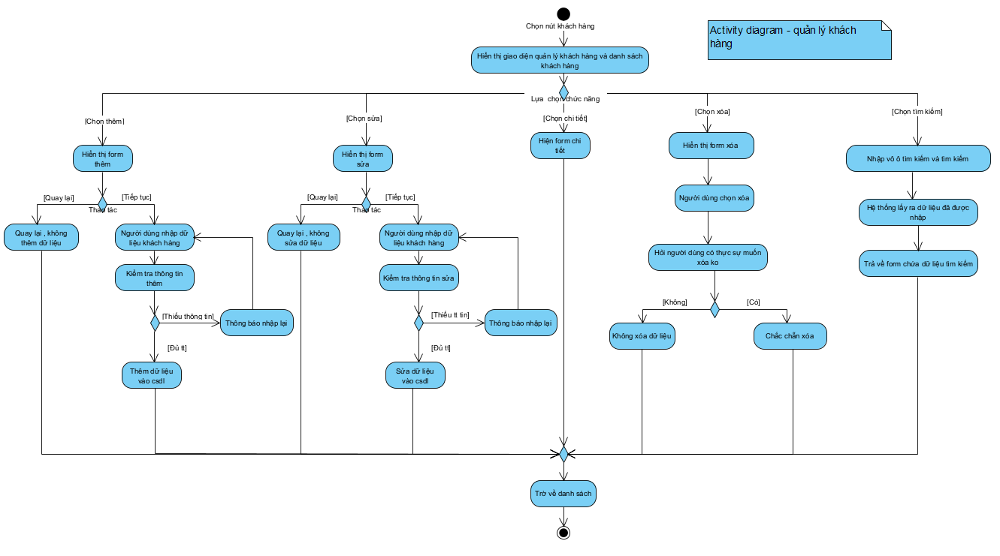 Chọn nút khách hàng
Activity diagram - quản lý khách
hàng
Hiển thị giao diện quản lý khách hàng và danh sách
khách hàng
Lựa chọn chức năng
[Chọn thêm]
[Chọn sửa]
[Chọn chi tiết]
[Chọn xóa]
[Chọn tìm kiếm]
Hiển thị form
thêm
Hiển thị form
sửa
Hiện form chi
tiết
Hiển thị form xóa
Nhập vô ô tìm kiếm và tìm kiếm
[Quay lại]
[Tiếp tục]
Thao tác
[Quay lại]
[Tiếp tục]
Thao tác
Người dùng chọn xóa
Hệ thống lấy ra dữ liệu đã được
nhập
Quay lại , không
thêm dữ liệu
Người dùng nhập dữ
liệu khách hàng
Quay lại , không
sửa dữ liệu
Người dùng nhập dữ
liệu khách hàng
Hỏi người dùng có thực sự muốn
xóa ko
Trả về form chứa dữ liệu tìm kiếm
Kiểm tra thông tin
thêm
Kiểm tra thông tin sửa
[Không]
[Có]
[Thiếu thông tin]
Thông báo nhập lại
[Thiếu tt tin]
Thông báo nhập lại
Không xóa dữ liệu
Chắc chắn xóa
[Đủ tt]
[Đủ tt]
Thêm dữ liệu
vào csdl
Sửa dữ liệu
vào csdl
Trờ về danh sách